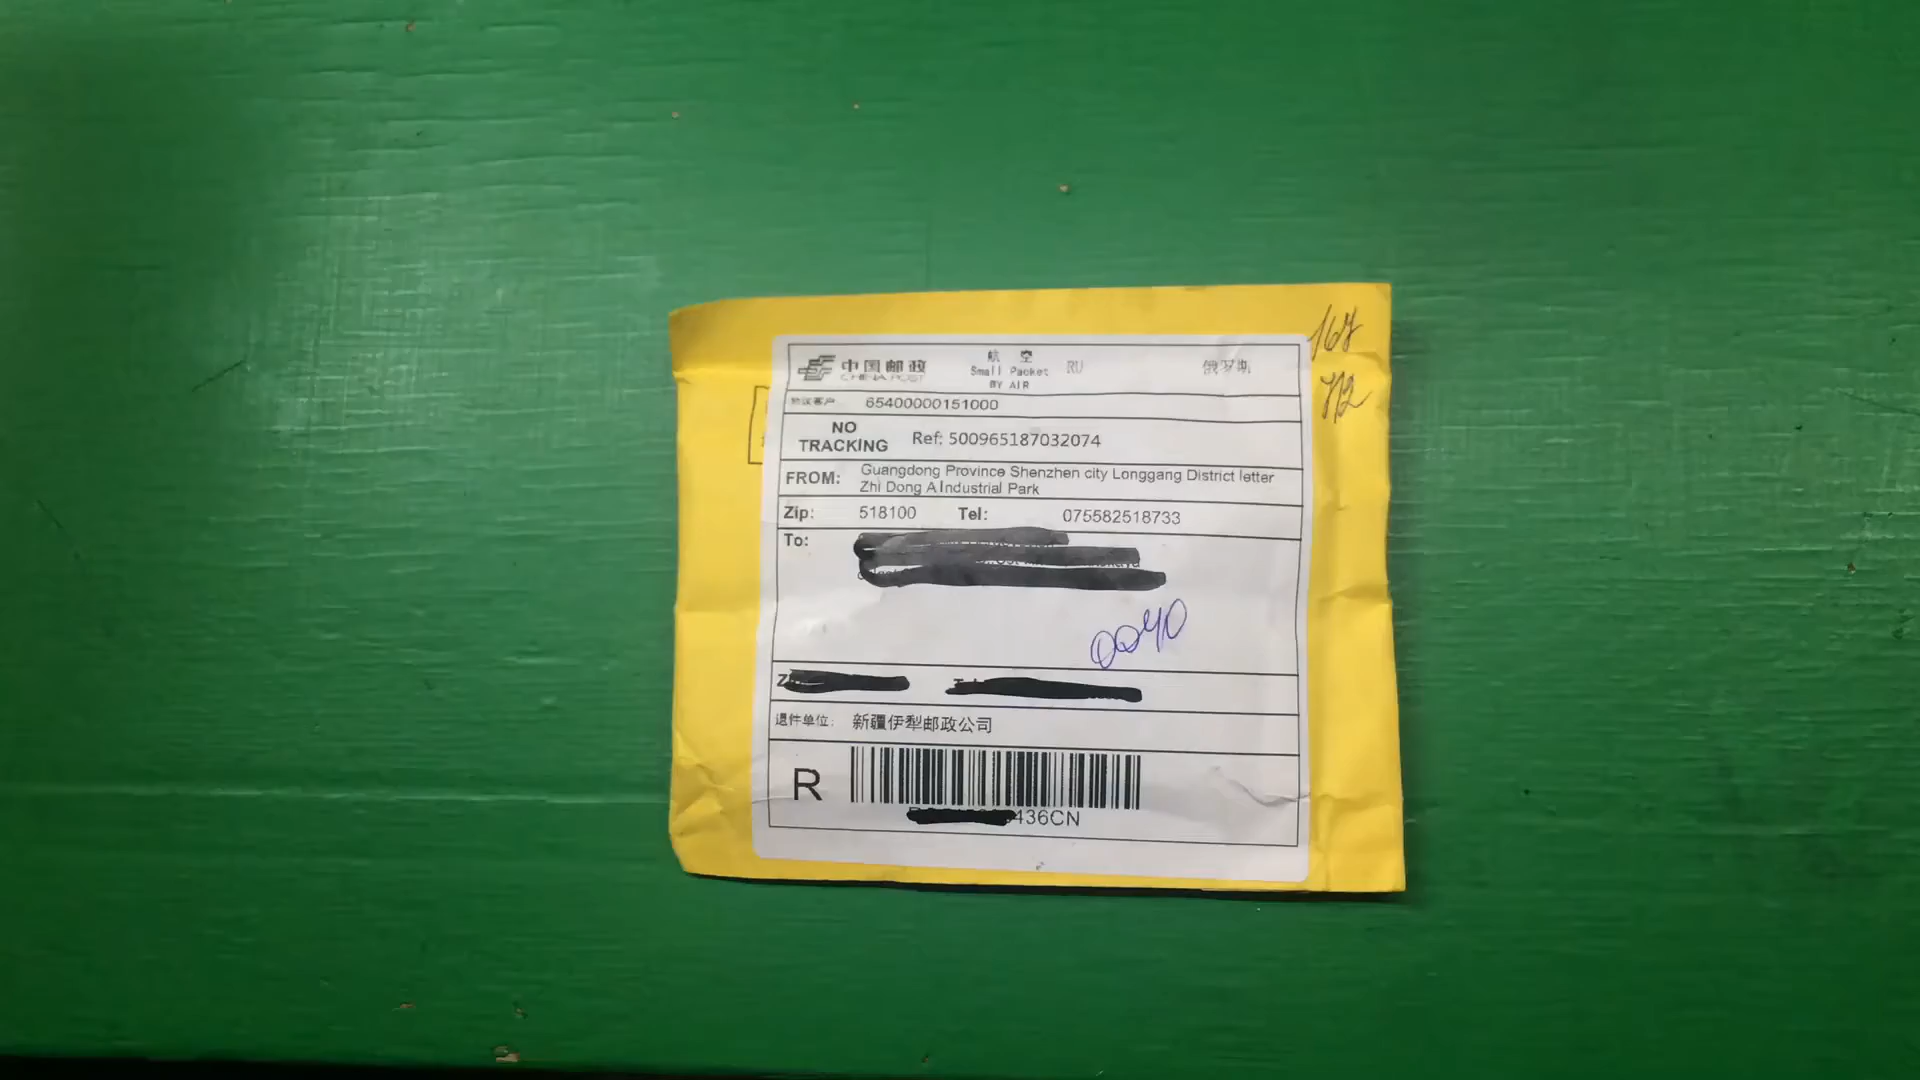 中国邮政
CHINA POST
航 空
Small Packet
BY AIR
RU
俄罗斯
协议客户: 65400000151000
NO
TRACKING
Ref: 500965187032074
FROM: Guangdong Province Shenzhen city Longgang District letter
Zhi Dong A Industrial Park
Zip: 518100 Tel: 075582518733
To:
0040
退件单位: 新疆伊犁邮政公司
R
436CN